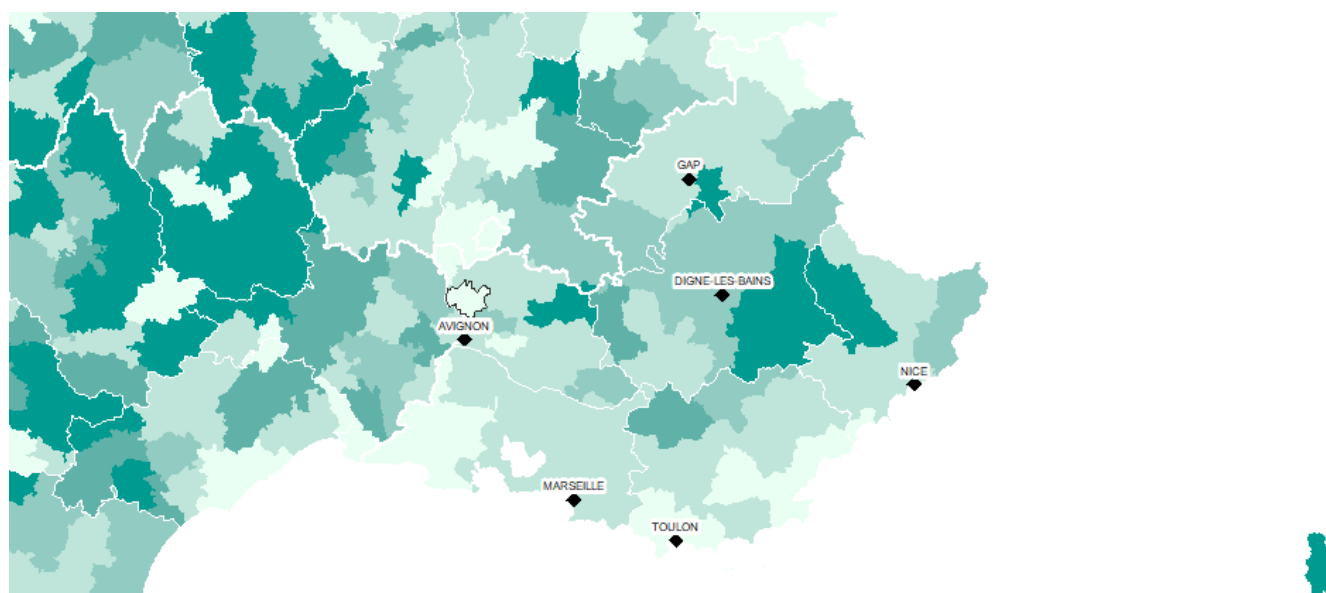 GAP
DIGNE-LES-BAINS
AVIGNON
NICE
MARSEILLE
TOULON